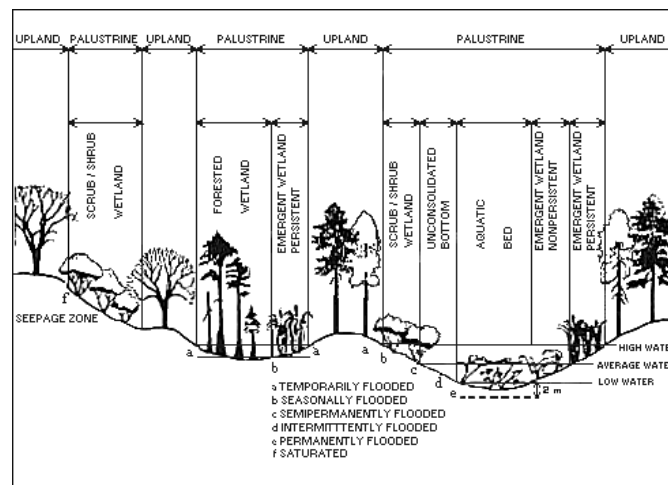 UPLAND PALUSTRINE UPLAND PALUSTRINE UPLAND PALUSTRINE UPLAND
SCRUB / SHRUB
WETLAND
FORESTED
WETLAND
EMERGENT WETLAND
PERSISTENT
SCRUB / SHRUB
WETLAND
UNCONSOLIDATED
BOTTOM
AQUATIC
BED
EMERGENT WETLAND
NONPERSISTENT
EMERGENT WETLAND
PERSISTENT
f
SEEPAGE ZONE
a
b
a
a
b
c
d
e
HIGH WATE
AVERAGE WATE
LOW WATER
2 m
a TEMPORARILY FLOODED
b SEASONALLY FLOODED
c SEMIPERMANENTLY FLOODED
d INTERMITTTENTLY FLOODED
e PERMANENTLY FLOODED
f SATURATED